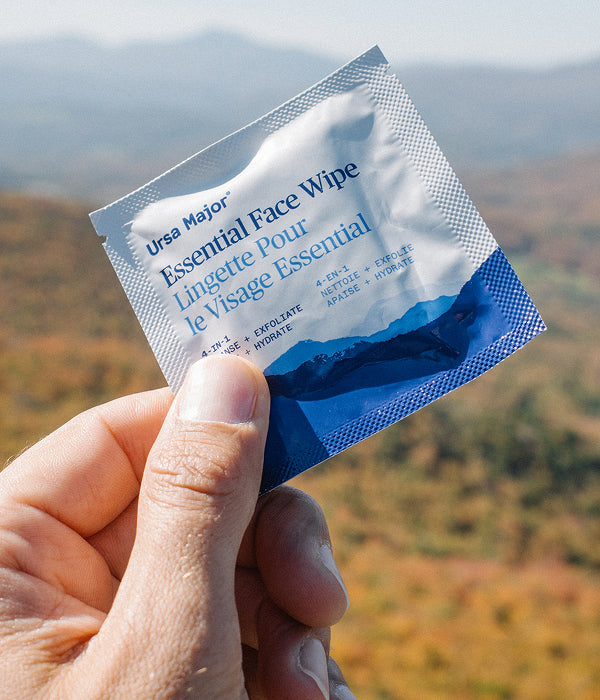 Ursa Major®
Essential Face Wipe
Lingette Pour
le Visage Essential
4-IN-1
+ EXFOLIATE
+ HYDRATE
4-EN-1
NETTOIE + EXFOLIE
APAISE + HYDRATE